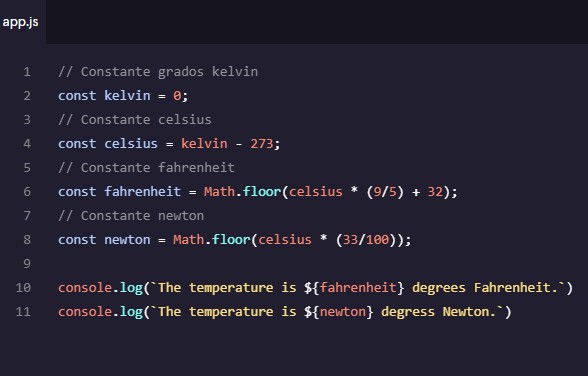 app.js
1 // Constante grados kelvin
2 const kelvin = 0;
3 // Constante celsius
4 const celsius = kelvin - 273;
5 // Constante fahrenheit
6 const fahrenheit = Math.floor(celsius * (9/5) + 32);
7 // Constante newton
8 const newton = Math.floor(celsius * (33/100));
9
10 console.log(`The temperature is ${fahrenheit} degrees Fahrenheit.`)
11 console.log(`The temperature is ${newton} degress Newton.`)